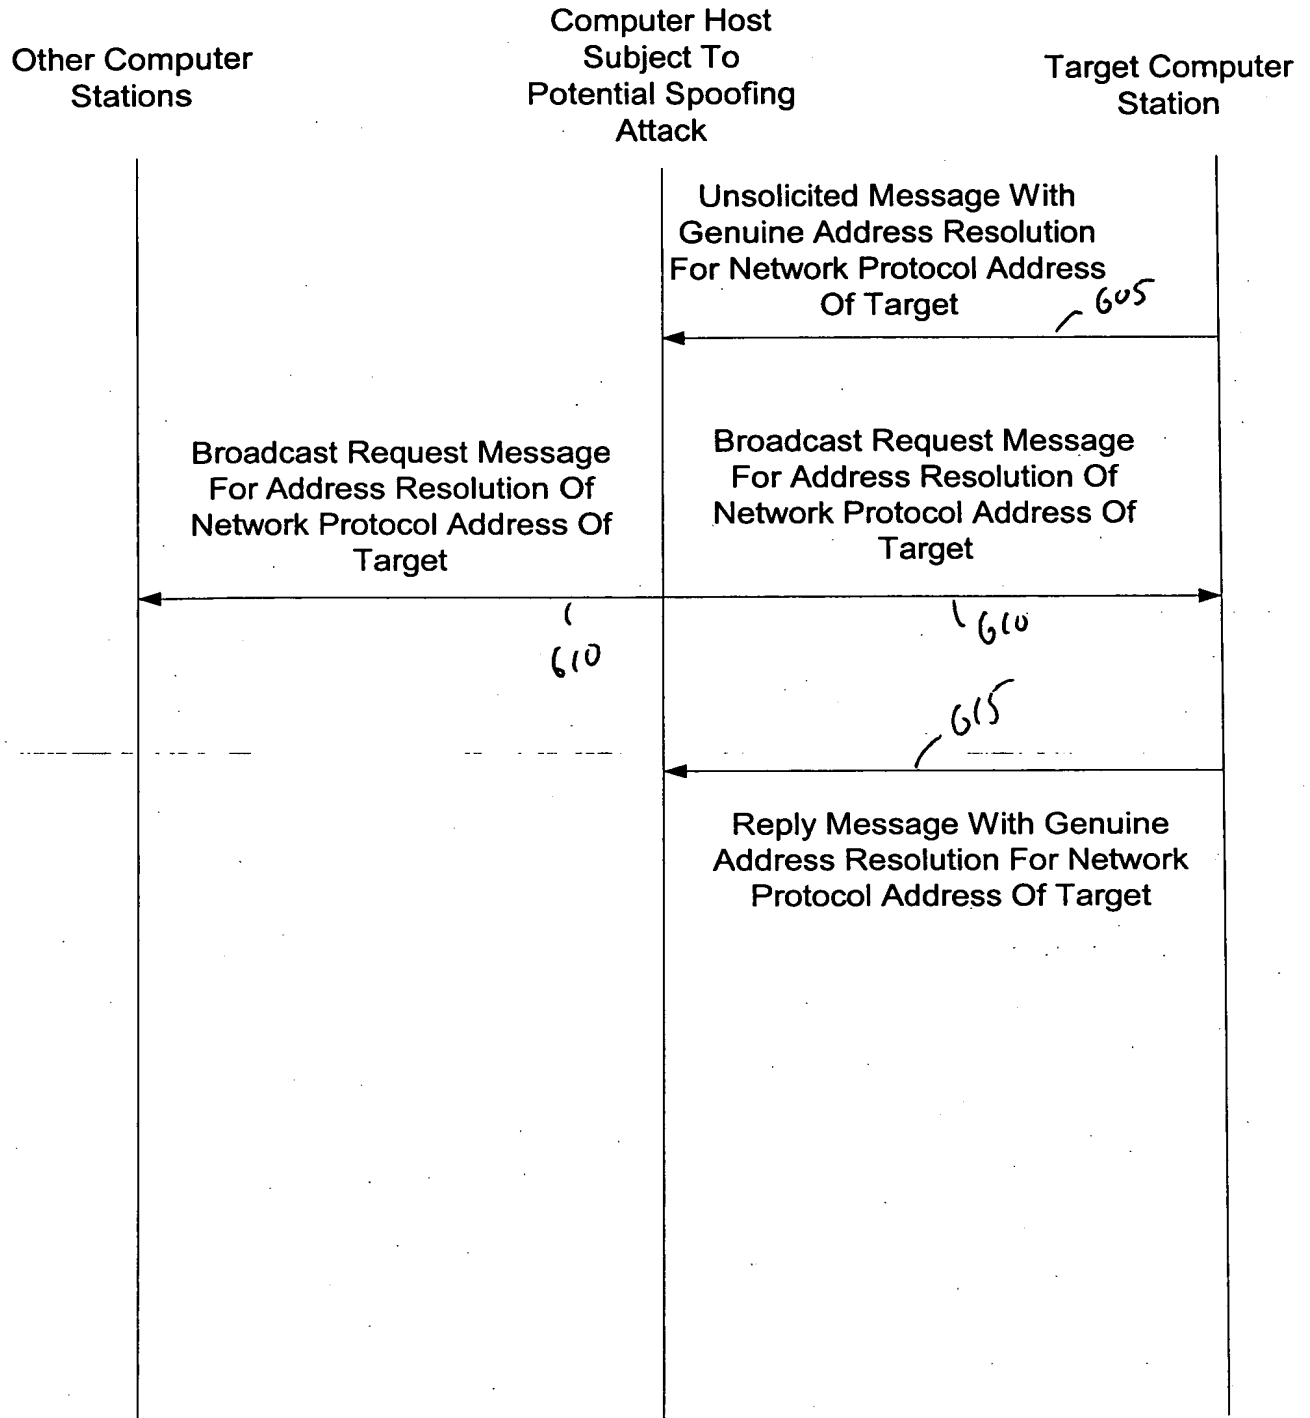 Other Computer
Stations
Computer Host
Subject To
Potential Spoofing
Attack
Target Computer
Station
Unsolicited Message With
Genuine Address Resolution
For Network Protocol Address
Of Target
605
Broadcast Request Message
For Address Resolution Of
Network Protocol Address Of
Target
Broadcast Request Message
For Address Resolution Of
Network Protocol Address Of
Target
610
610
615
Reply Message With Genuine
Address Resolution For Network
Protocol Address Of Target